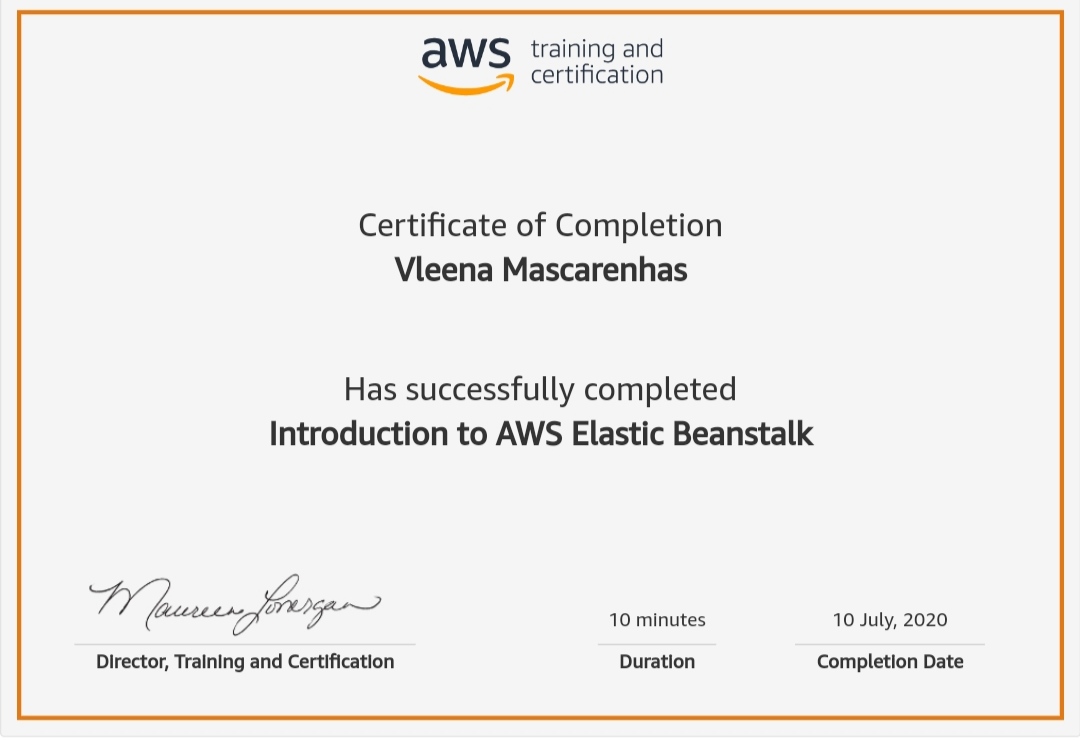 aws training and
certification
Certificate of Completion
Vleena Mascarenhas
Has successfully completed
Introduction to AWS Elastic Beanstalk
Maureen Lonergan
Director, Training and Certification
10 minutes
Duration
10 July, 2020
Completion Date